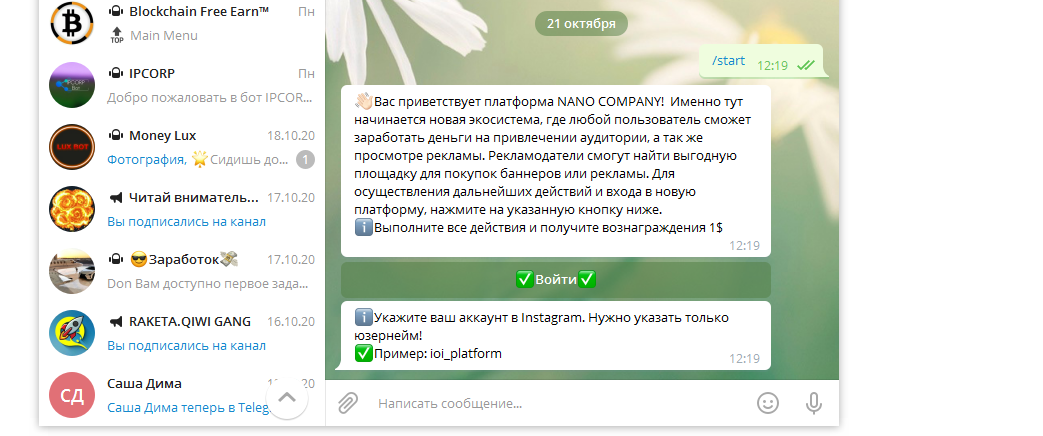 Blockchain Free Earn™ Пн
TOP Main Menu
IPCORP Пн
Добро пожаловать в бот IPCOR...
Money Lux 18.10.20
Фотография, 🌟Сидишь до... 1
LUX BOT
Читай вниматель... 17.10.20
Вы подписались на канал
😎Заработок💸 17.10.20
Don Вам доступно первое зада...
RAKETA.QIWI GANG 16.10.20
Вы подписались на канал
СД
Саша Дима
Саша Дима теперь в Teleg
21 октября
/start 12:19
👋🏻Вас приветствует платформа NANO COMPANY! Именно тут
начинается новая экосистема, где любой пользователь сможет
заработать деньги на привлечении аудитории, а так же
просмотре рекламы. Рекламодатели смогут найти выгодную
площадку для покупок баннеров или рекламы. Для
осуществления дальнейших действий и входа в новую
платформу, нажмите на указанную кнопку ниже.
ℹ️Выполните все действия и получите вознаграждения 1$
12:19
✅Войти✅
ℹ️Укажите ваш аккаунт в Instagram. Нужно указать только
юзернейм!
✅Пример: ioi_platform
12:19
Написать сообщение...